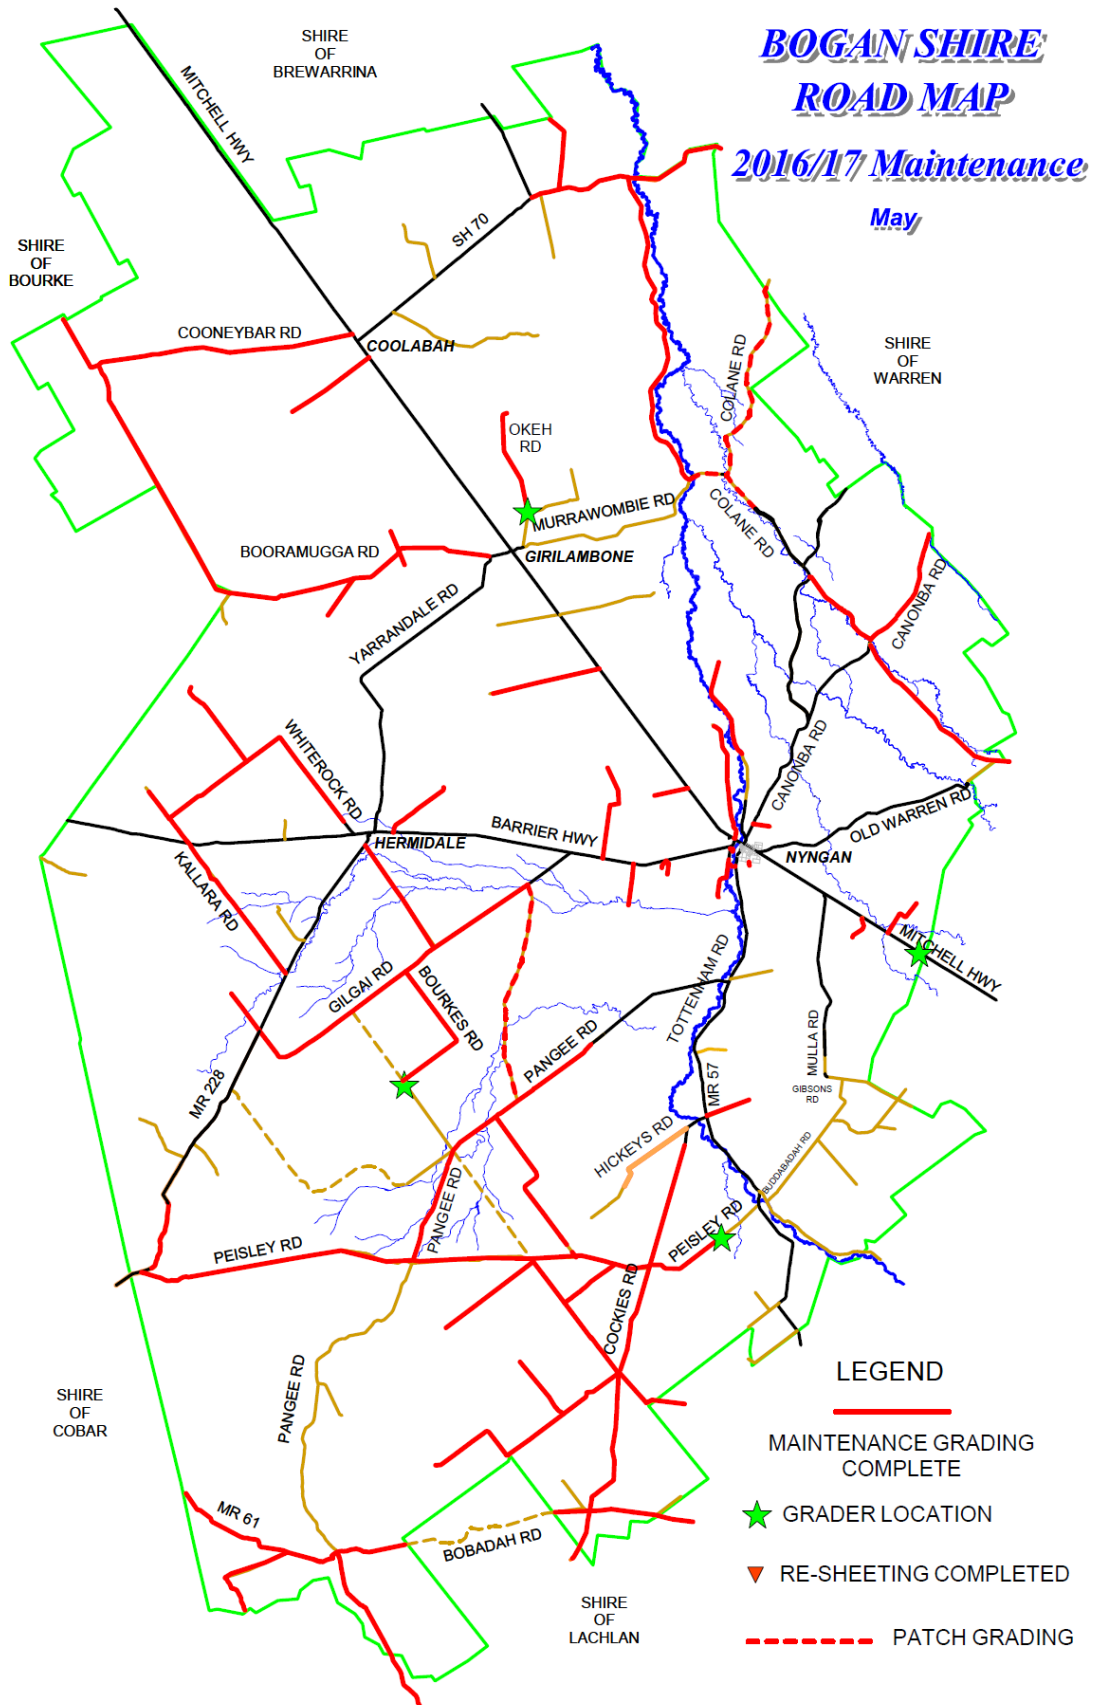 BOGAN SHIRE
ROAD MAP
2016/17 Maintenance
May
SHIRE
OF
BREWARRINA
MITCHELL HWY
SH 70
SHIRE
OF
BOURKE
COONEYBAR RD
COOLABAH
COLANE RD
SHIRE
OF
WARREN
OKEH
RD
MURRAWOMBIE RD
COLANE RD
BOORAMUGGA RD
GIRILAMBONE
CANONBA RD
YARRANDALE RD
WHITEROCK RD
CANONBA RD
BARRIER HWY
OLD WARREN RD
HERMIDALE
NYNGAN
KALLARA RD
MITCHELL HWY
TOTTENHAM RD
GILGAI RD
BOURKES RD
PANGEE RD
MULLA RD
MR 228
MR 57
GIBSONS
RD
HICKEYS RD
BUDDABADAH RD
PANGEE RD
PEISLEY RD
PEISLEY RD
COCKIES RD
PANGEE RD
SHIRE
OF
COBAR
LEGEND
MAINTENANCE GRADING
COMPLETE
MR 61
GRADER LOCATION
BOBADAH RD
RE-SHEETING COMPLETED
SHIRE
OF
LACHLAN
PATCH GRADING